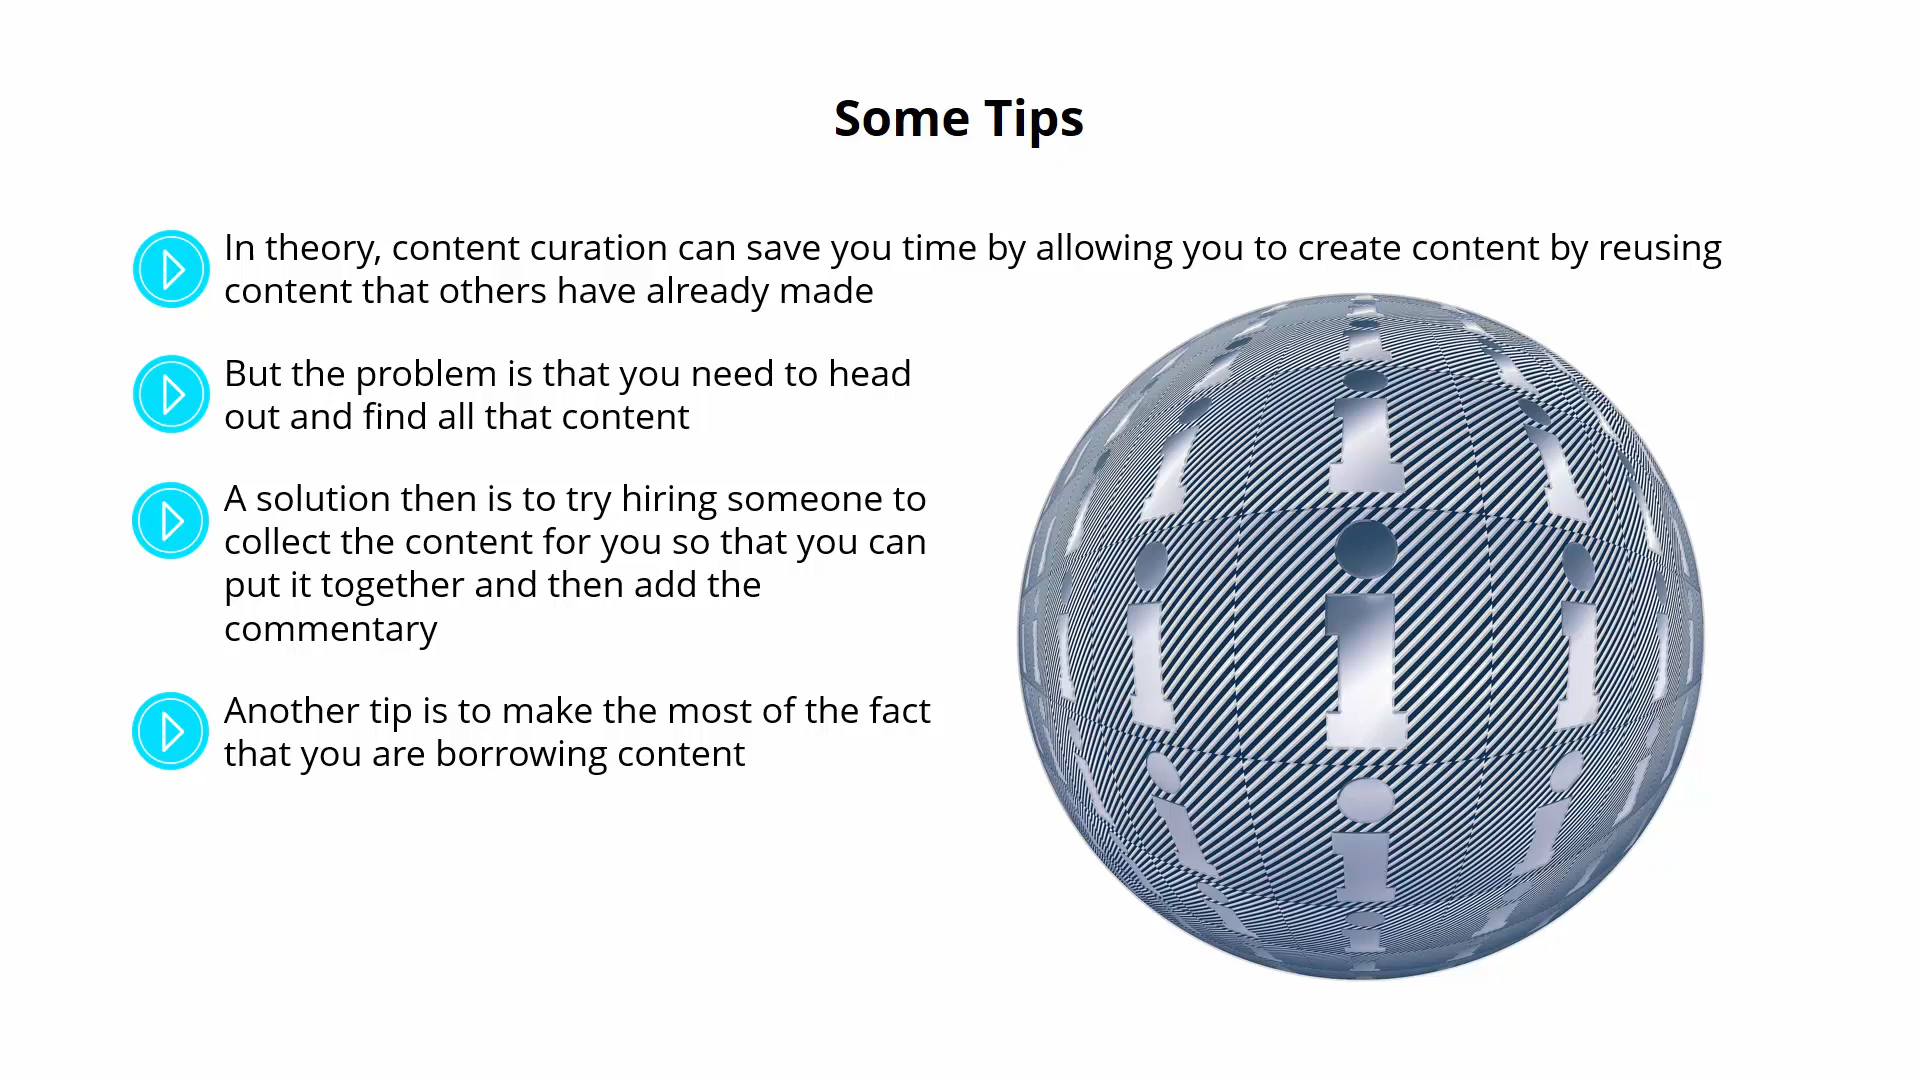 Some Tips
In theory, content curation can save you time by allowing you to create content by reusing
content that others have already made
But the problem is that you need to head
out and find all that content
A solution then is to try hiring someone to
collect the content for you so that you can
put it together and then add the
commentary
Another tip is to make the most of the fact
that you are borrowing content
i